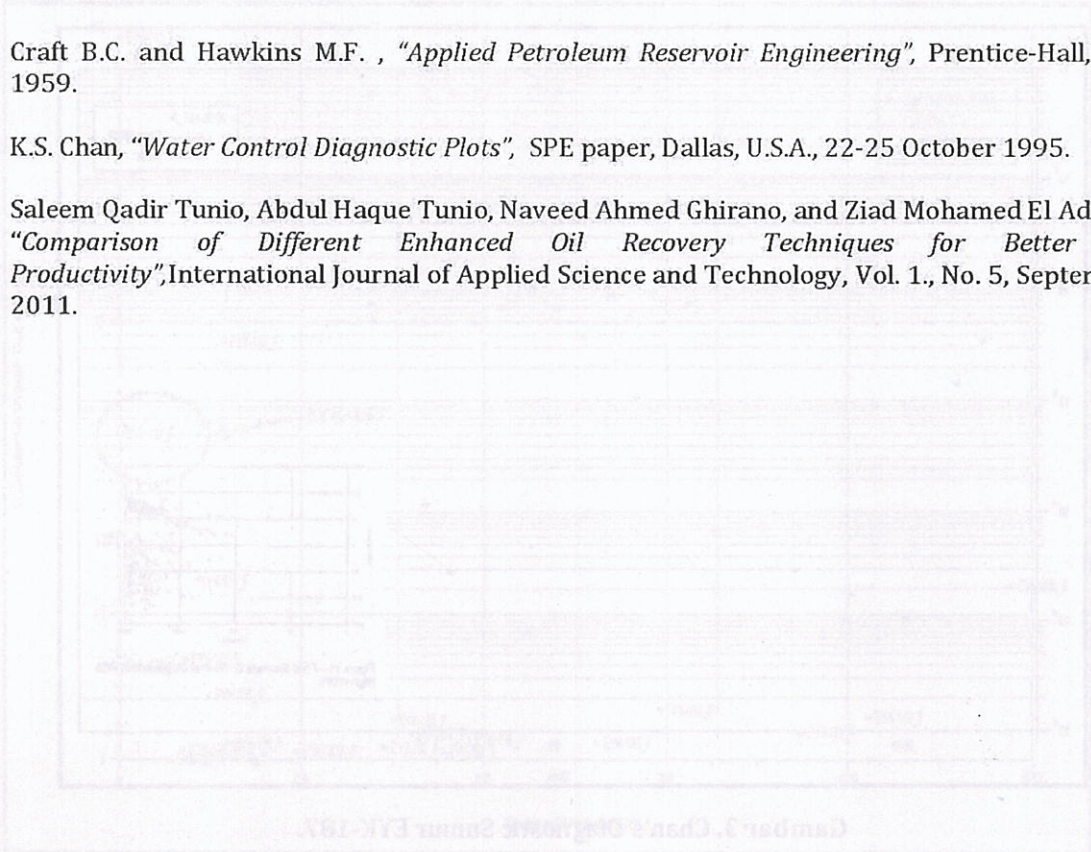 Craft B.C. and Hawkins M.F. , “Applied Petroleum Reservoir Engineering”, Prentice-Hall,
1959.
K.S. Chan, “Water Control Diagnostic Plots”, SPE paper, Dallas, U.S.A., 22-25 October 1995.
Saleem Qadir Tunio, Abdul Haque Tunio, Naveed Ahmed Ghirano, and Ziad Mohamed El Ad
“Comparison of Different Enhanced Oil Recovery Techniques for Better
Productivity”,International Journal of Applied Science and Technology, Vol. 1., No. 5, Septer
2011.
Gambar 3. Chan's Diagnostic Sumur EYK-187.